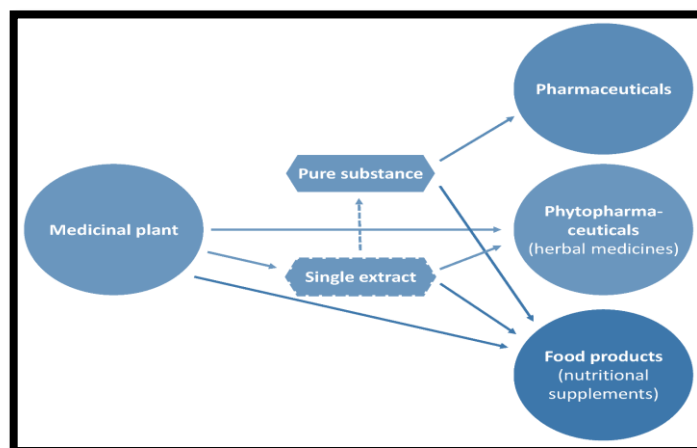 Pharmaceuticals
Pure substance
Medicinal plant
Phytopharma-
ceuticals
(herbal medicines)
Single extract
Food products
(nutritional
supplements)